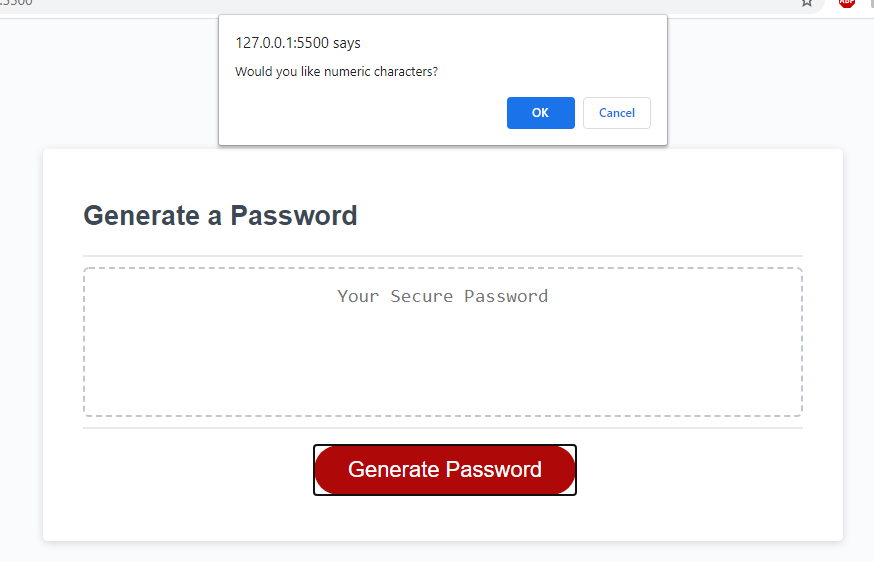 :5500
ABP
127.0.0.1:5500 says
Would you like numeric characters?
OK
Cancel
Generate a Password
Your Secure Password
Generate Password